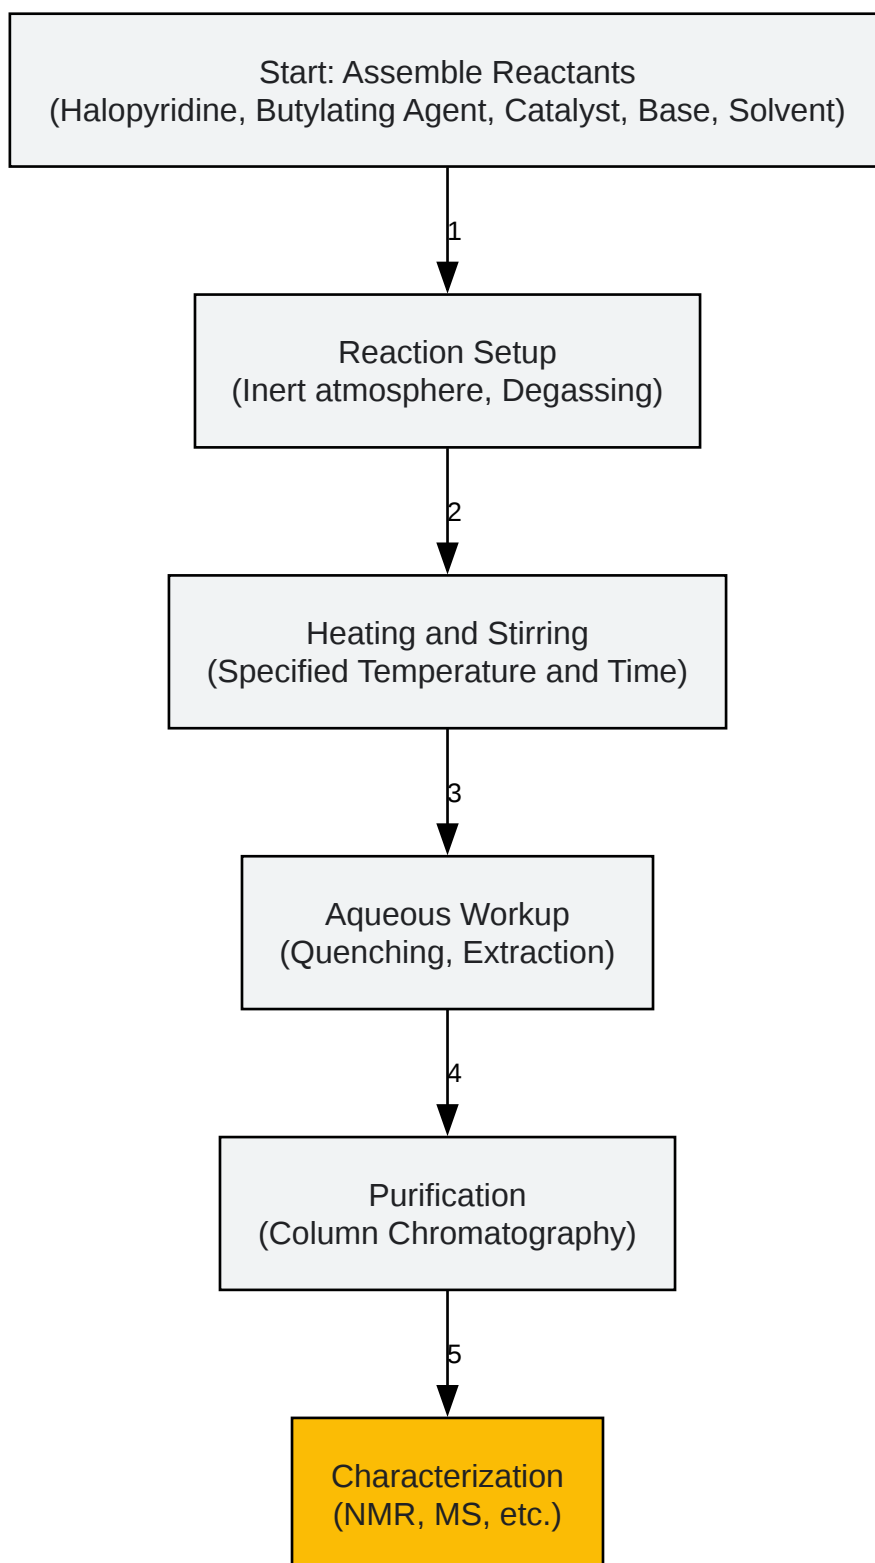 Start: Assemble Reactants
(Halopyridine, Butylating Agent, Catalyst, Base, Solvent)
1
Reaction Setup
(Inert atmosphere, Degassing)
2
Heating and Stirring
(Specified Temperature and Time)
3
Aqueous Workup
(Quenching, Extraction)
4
Purification
(Column Chromatography)
5
Characterization
(NMR, MS, etc.)